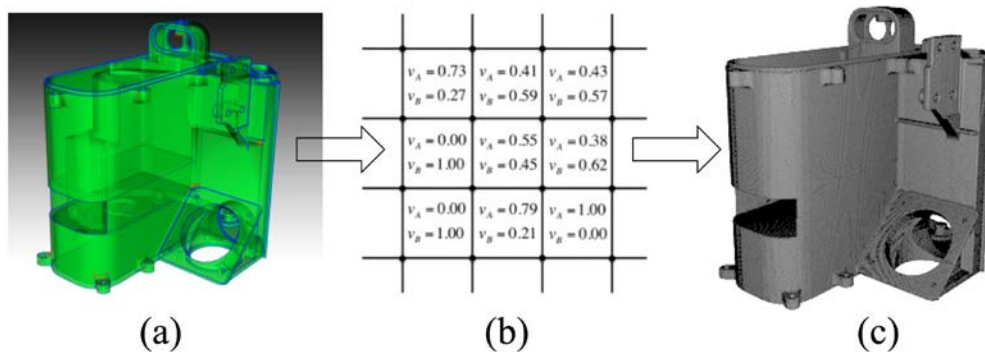 v_A = 0.73 v_A = 0.41 v_A = 0.43
v_B = 0.27 v_B = 0.59 v_B = 0.57
v_A = 0.00 v_A = 0.55 v_A = 0.38
v_B = 1.00 v_B = 0.45 v_B = 0.62
v_A = 0.00 v_A = 0.79 v_A = 1.00
v_B = 1.00 v_B = 0.21 v_B = 0.00
(a) (b) (c)